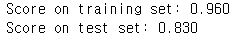 Score on training set: 0.960
Score on test set: 0.830